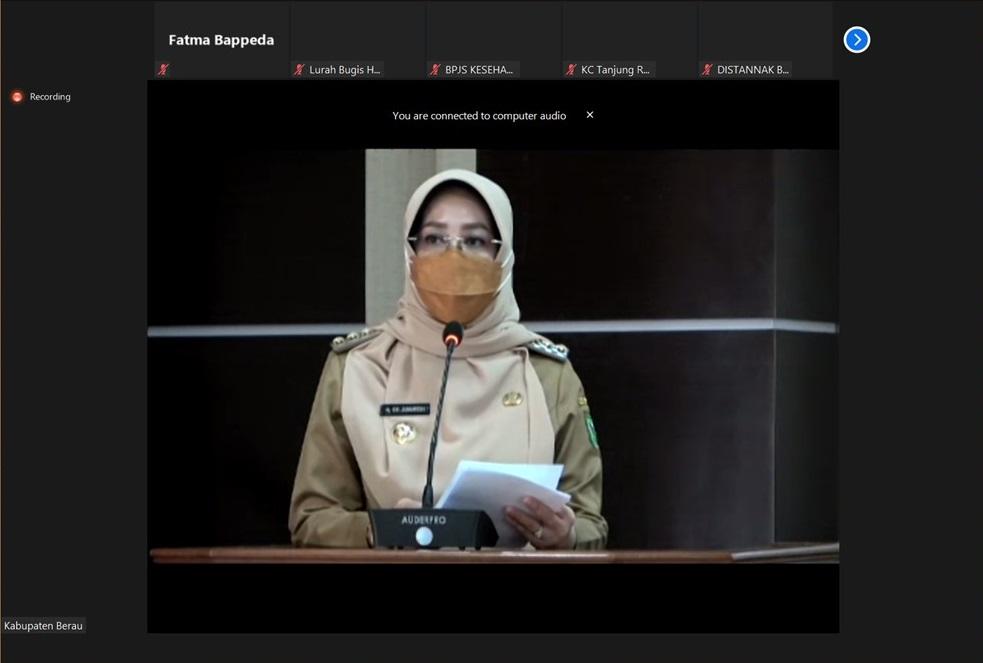 Fatma Bappeda
Lurah Bugis H...
BPJS KESEHA...
KC Tanjung R...
DISTANNAK B...
Recording
You are connected to computer audio
AUDERPRO
Kabupaten Berau